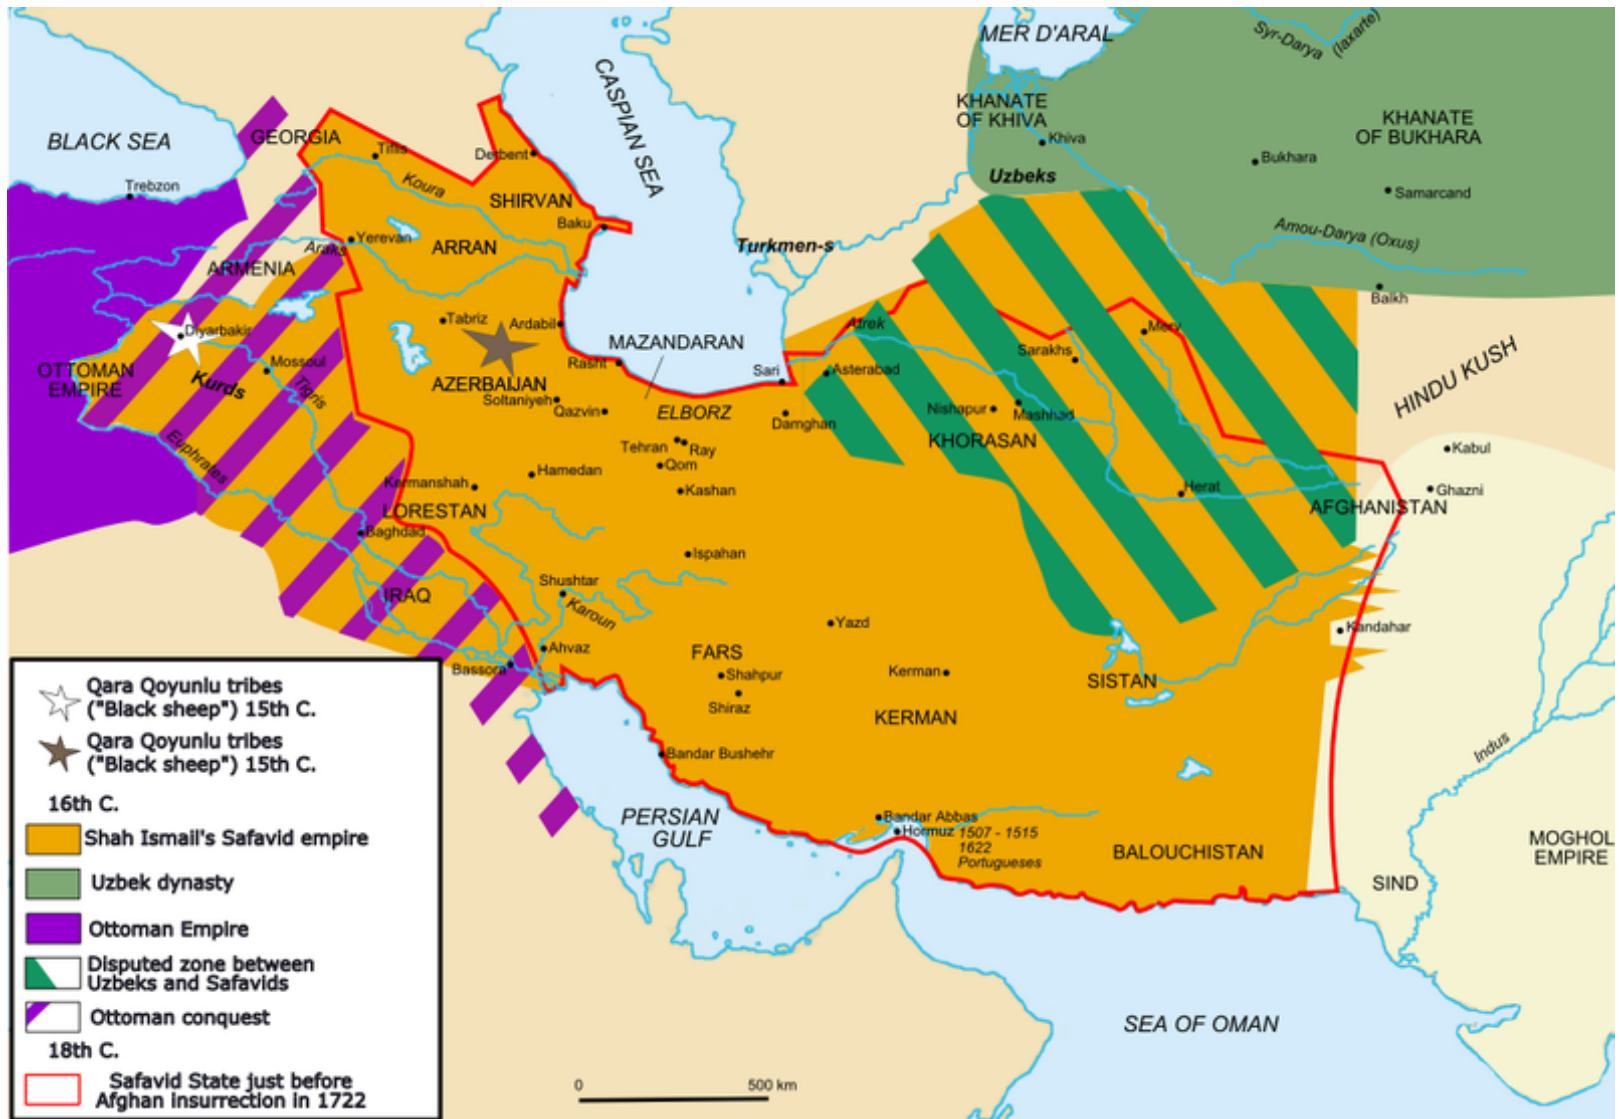 MER D'ARAL
Syr-Darya (Iaxarte)
CASPIAN SEA
KHANATE
OF KHIVA
KHANATE
OF BUKHARA
BLACK SEA
GEORGIA
Tiflis
Derbent
Khiva
Bukhara
Uzbeks
Samarcand
Trebzon
Koura
SHIRVAN
Baku
Yerevan
Araks
ARRAN
Turkmen-s
Amou-Darya (Oxus)
ARMENIA
Balkh
Diyarbakir
Tabriz
Ardabil
MAZANDARAN
Atrek
Merv
Sarakhs
HINDU KUSH
OTTOMAN
EMPIRE
Mossoul
Kurds
Tigris
Rasht
Sari
Asterabad
AZERBAIJAN
Soltaniyeh
Qazvin
ELBORZ
Damghan
Nishapur
Mashhad
KHORASAN
Euphrates
Tehran
Ray
Qom
Kabul
Hamedan
Kermanshah
Kashan
Herat
Ghazni
LORESTAN
AFGHANISTAN
Baghdad
Ispahan
IRAQ
Shushtar
Karoun
Yazd
Kandahar
Ahvaz
FARS
Bassora
Shahpur
Kerman
SISTAN
Shiraz
KERMAN
Bandar Bushehr
Indus
PERSIAN
GULF
Bandar Abbas
Hormuz
1507 - 1515
1622
Portugueses
BALOUCHISTAN
MOGHOL
EMPIRE
SIND
SEA OF OMAN
Qara Qoyunlu tribes
("Black sheep") 15th C.
Qara Qoyunlu tribes
("Black sheep") 15th C.
16th C.
Shah Ismail's Safavid empire
Uzbek dynasty
Ottoman Empire
Disputed zone between
Uzbeks and Safavids
Ottoman conquest
18th C.
Safavid State just before
Afghan insurrection in 1722
0 500 km